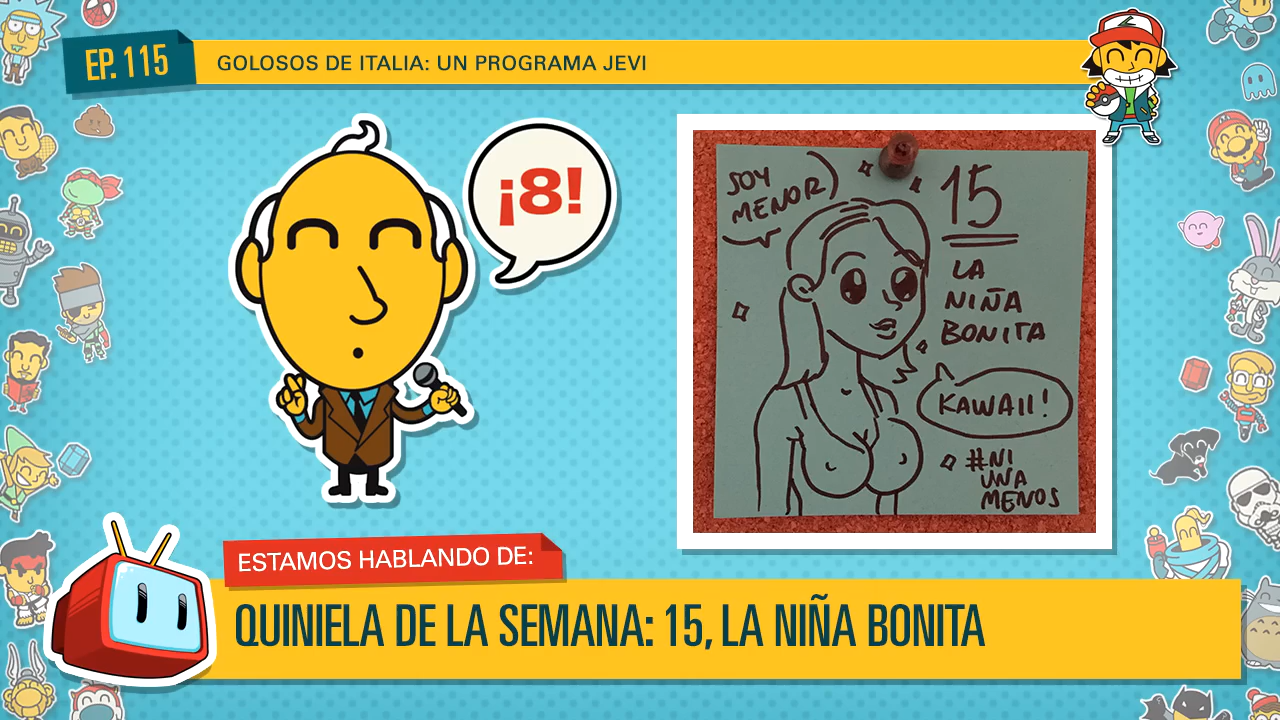 EP. 115
GOLOSOS DE ITALIA: UN PROGRAMA JEVI
¡8!
SOY
MENOR
15
LA
NIÑA
BONITA
KAWAII!
#NI
UNA
MENOS
ESTAMOS HABLANDO DE:
QUINIELA DE LA SEMANA: 15, LA NIÑA BONITA